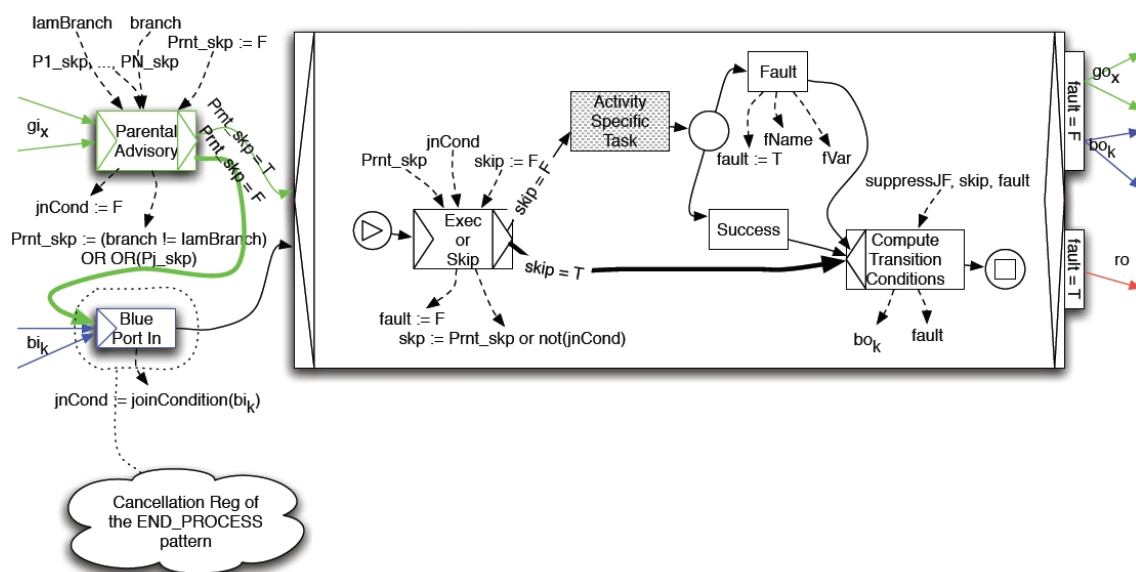 IamBranch
branch
Prnt_skp := F
P1_skp, ..., PN_skp
gi x
Parental
Advisory
Prnt_skp = T
Prnt_skp = F
jnCond := F
Prnt_skp := (branch != IamBranch)
OR OR(Pj_skp)
Blue
Port In
bi k
jnCond := joinCondition(bi k)
Cancellation Reg of
the END_PROCESS
pattern
Prnt_skp
jnCond
skip := F
Exec
or
Skip
skip = F
skip = T
fault := F
skp := Prnt_skp or not(jnCond)
Activity
Specific
Task
Fault
fault := T
fName
fVar
Success
suppressJF, skip, fault
Compute
Transition
Conditions
bo k
fault
fault = F
go x
bo k
fault = T
ro